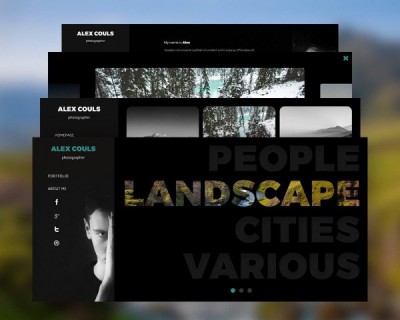 ALEX COULS
photographer
My name is Alex
ALEX COULS
photographer
HOMEPAGE
ALEX COULS
photographer
PORTFOLIO
ABOUT ME
PEOPLE
LANDSCAPE
CITIES
VARIOUS